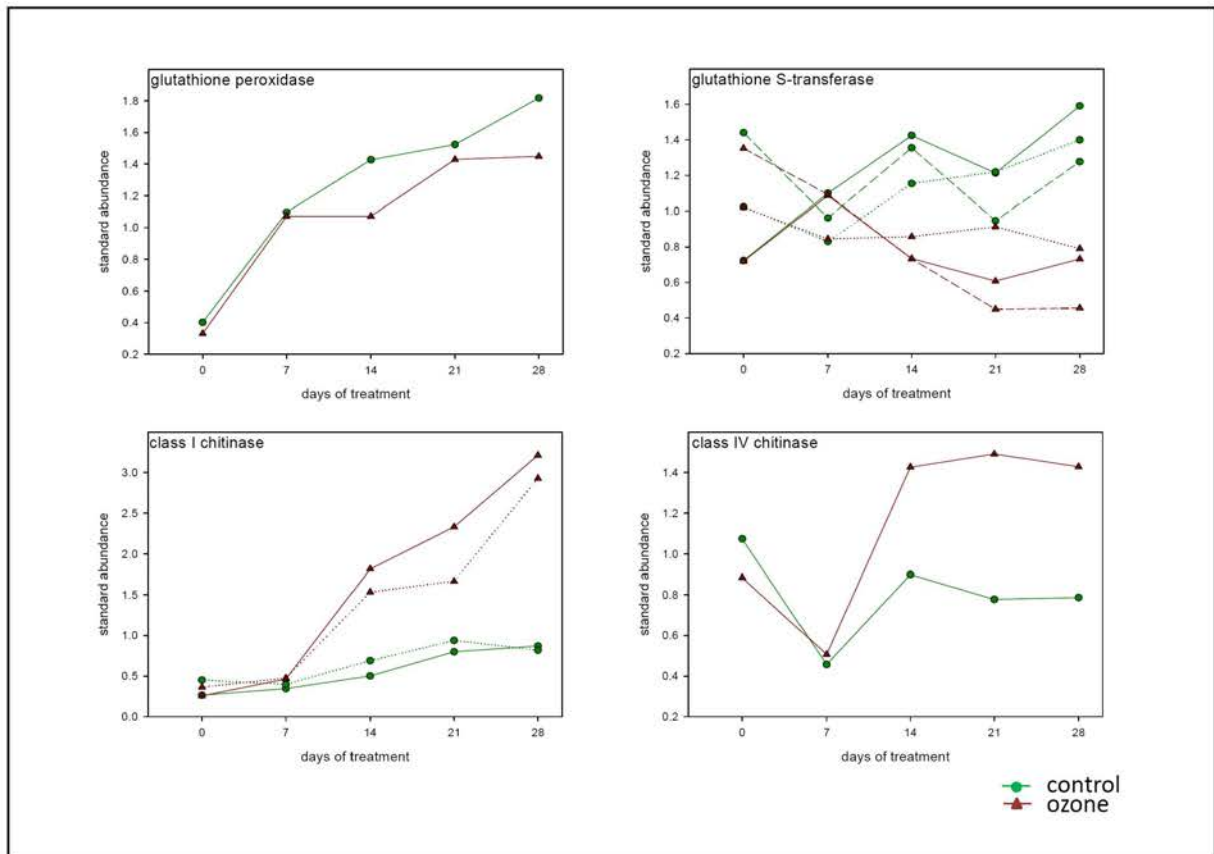 glutathione peroxidase
1.8
1.6
1.4
1.2
1.0
0.8
0.6
0.4
0.2
standard abundance
0 7 14 21 28
days of treatment
glutathione S-transferase
1.8
1.6
1.4
1.2
1.0
0.8
0.6
0.4
0.2
standard abundance
0 7 14 21 28
days of treatment
class I chitinase
3.0
2.5
2.0
1.5
1.0
0.5
0.0
standard abundance
0 7 14 21 28
days of treatment
class IV chitinase
1.4
1.2
1.0
0.8
0.6
0.4
0.2
standard abundance
0 7 14 21 28
days of treatment
control
ozone